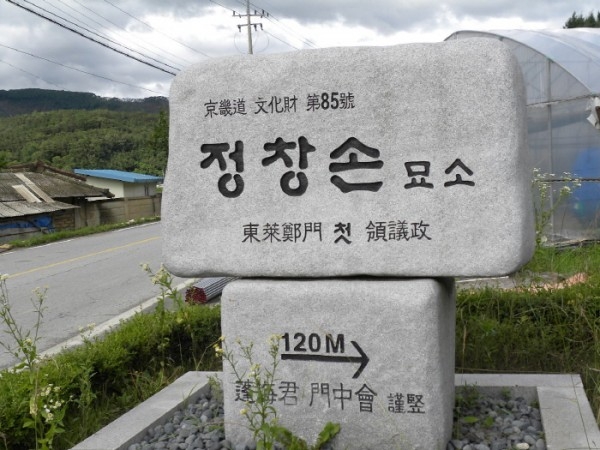 京畿道 文化財 第85號
정창손 묘소
東萊鄭門 첫 領議政
120M
蓬海君 門中會 謹竪